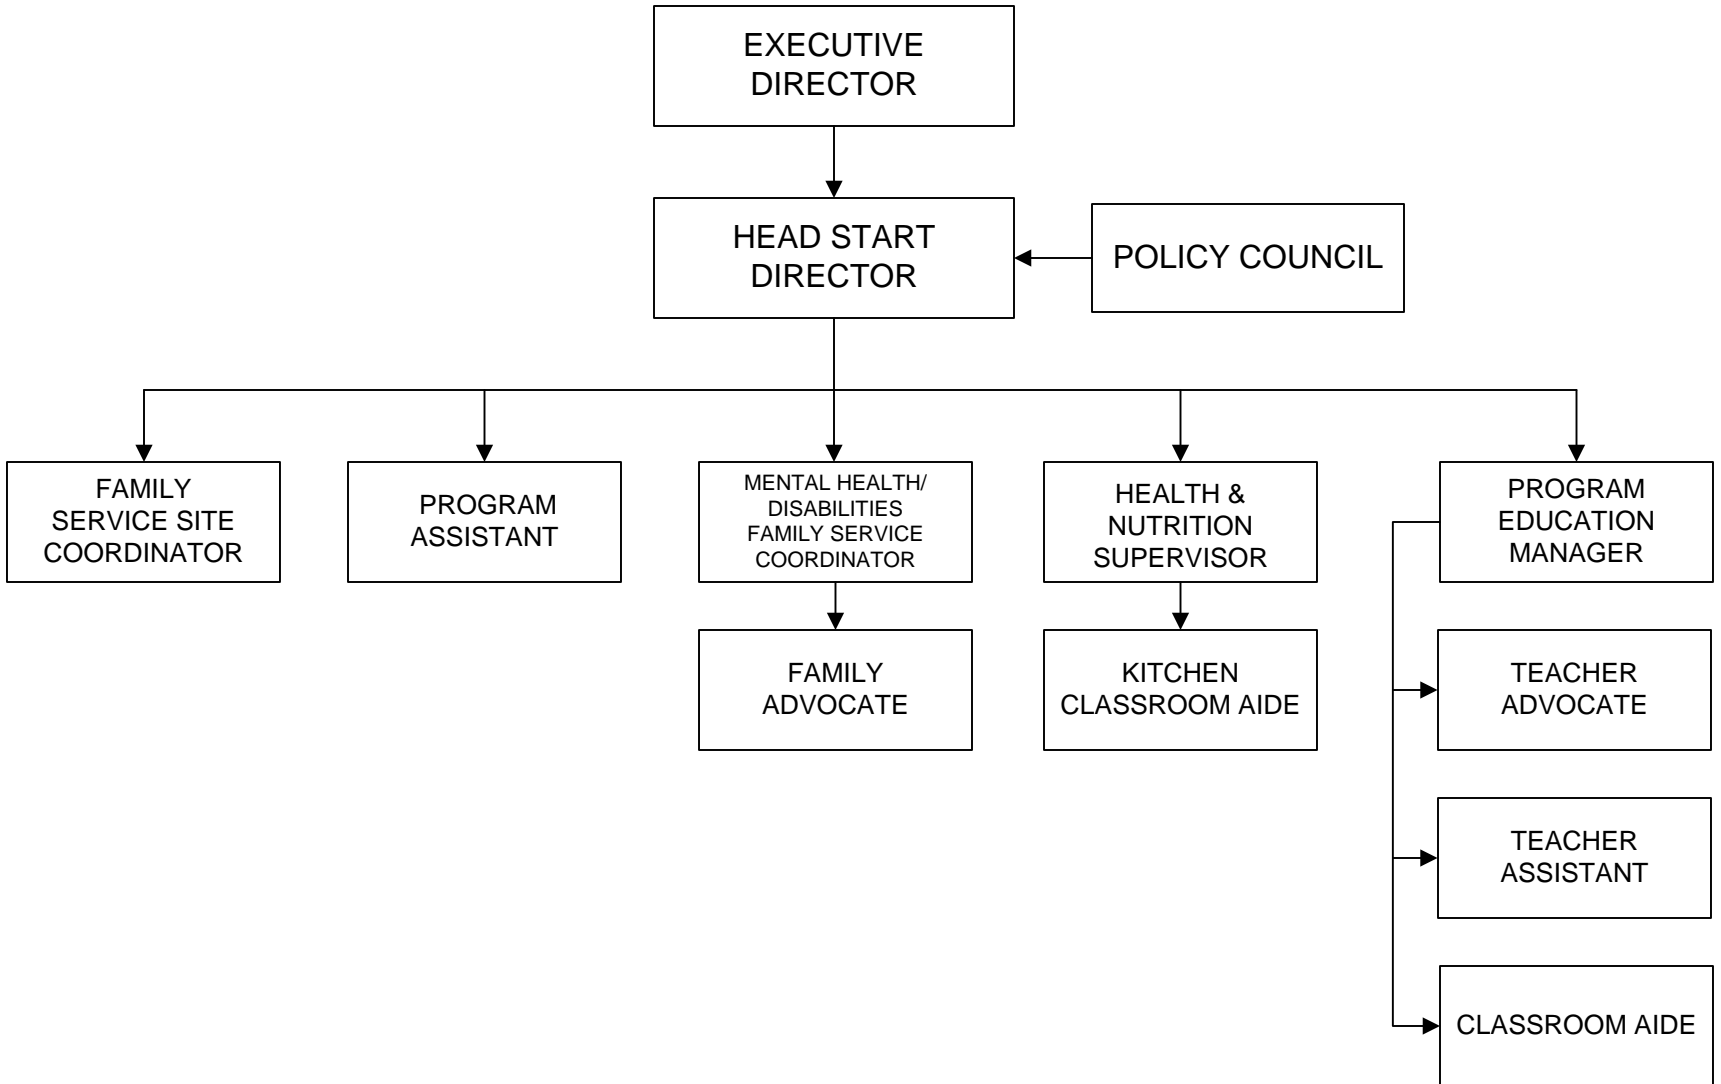 EXECUTIVE
DIRECTOR
HEAD START
DIRECTOR
POLICY COUNCIL
FAMILY
SERVICE SITE
COORDINATOR
PROGRAM
ASSISTANT
MENTAL HEALTH/
DISABILITIES
FAMILY SERVICE
COORDINATOR
HEALTH &
NUTRITION
SUPERVISOR
PROGRAM
EDUCATION
MANAGER
FAMILY
ADVOCATE
KITCHEN
CLASSROOM AIDE
TEACHER
ADVOCATE
TEACHER
ASSISTANT
CLASSROOM AIDE